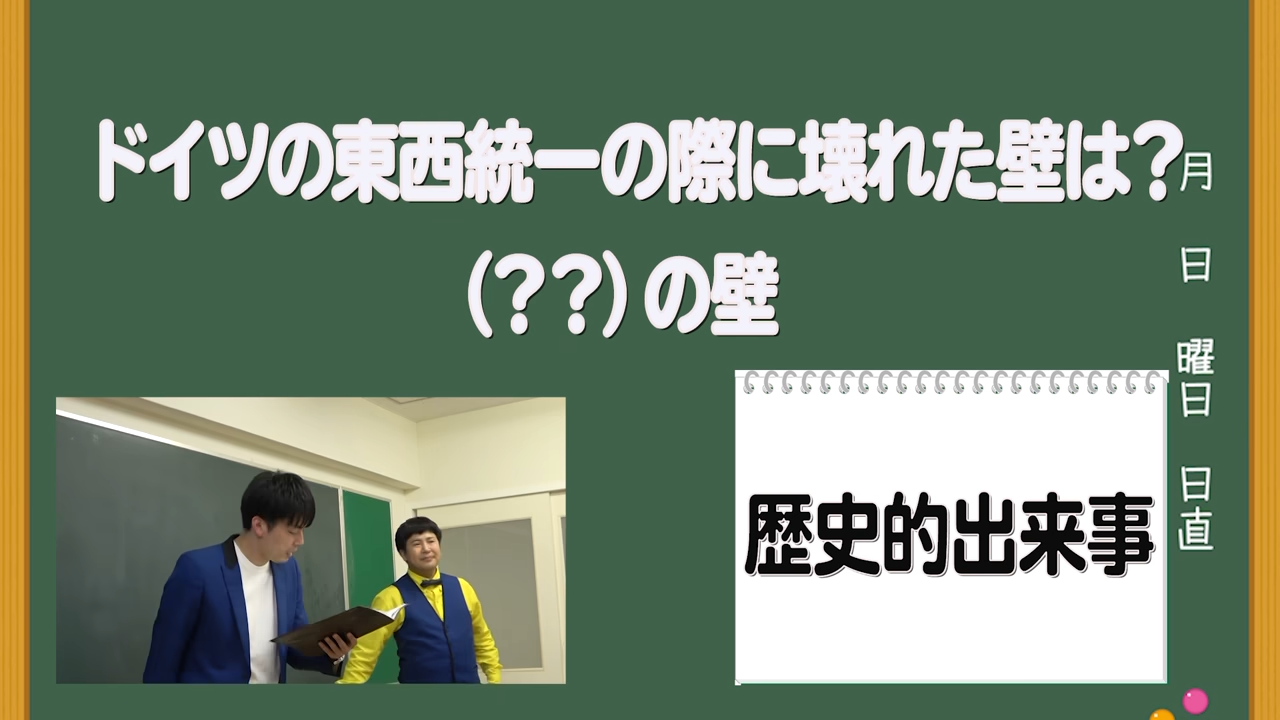 ドイツの東西統一の際に壊れた壁は？
(？？)の壁
歴史的出来事
月
日
曜日
日直